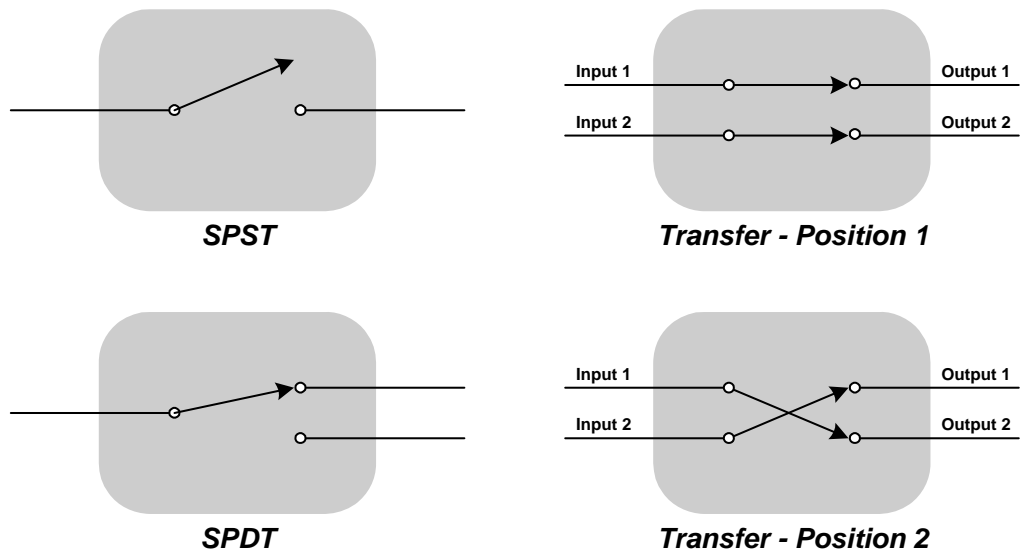 SPST
Input 1
Output 1
Input 2
Output 2
Transfer - Position 1
SPDT
Input 1
Output 1
Input 2
Output 2
Transfer - Position 2